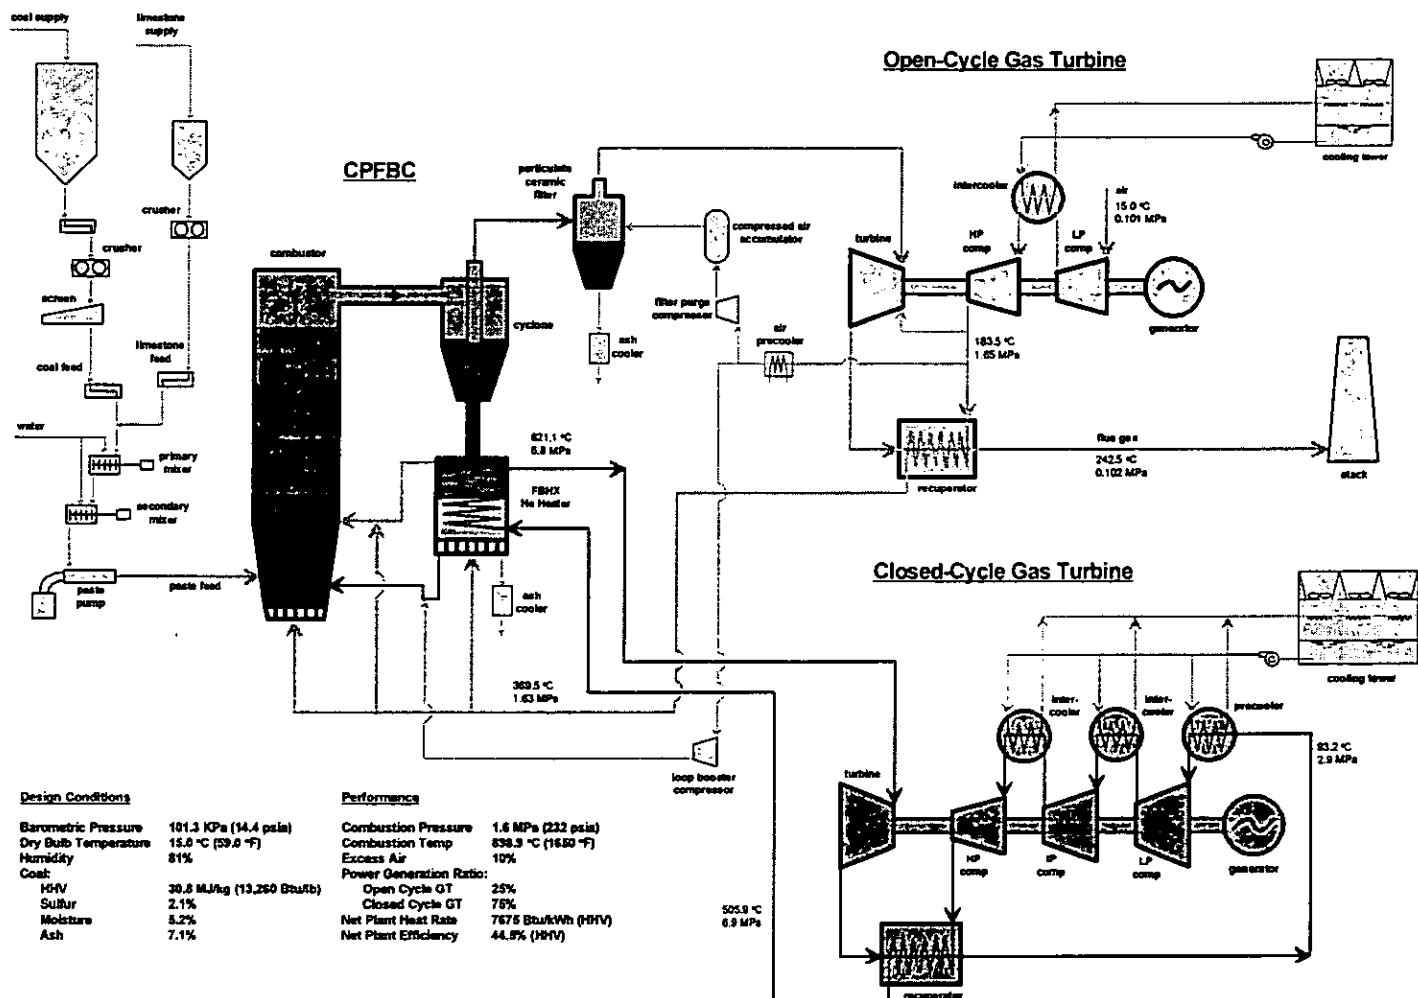 coal supply
limestone
supply
Open-Cycle Gas Turbine
cooling tower
CPFBC
particulate
ceramic
filter
intercooler
air
15.0 °C
0.101 MPa
crusher
crusher
combustor
compressed air
accumulator
turbine
HP
comp
LP
comp
screen
filter purge
compressor
cyclone
generator
limestone
feed
ash
cooler
air
precooler
183.5 °C
1.65 MPa
coal feed
water
621.1 °C
6.8 MPa
flue gas
242.5 °C
0.102 MPa
stack
primary
mixer
FBHX
He Heater
recuperator
secondary
mixer
paste
pump
paste feed
ash
cooler
Closed-Cycle Gas Turbine
cooling tower
369.5 °C
1.63 MPa
inter-
cooler
inter-
cooler
precooler
93.2 °C
2.9 MPa
turbine
loop booster
compressor
HP
comp
IP
comp
LP
comp
generator
Design Conditions
Barometric Pressure 101.3 KPa (14.4 psia)
Dry Bulb Temperature 15.0 °C (59.0 °F)
Humidity 81%
Coal:
HHV 30.8 MJ/kg (13,260 Btu/lb)
Sulfur 2.1%
Moisture 5.2%
Ash 7.1%
Performance
Combustion Pressure 1.6 MPa (232 psia)
Combustion Temp 898.9 °C (1650 °F)
Excess Air 10%
Power Generation Ratio:
Open Cycle GT 25%
Closed Cycle GT 75%
Net Plant Heat Rate 7675 Btu/kWh (HHV)
Net Plant Efficiency 44.5% (HHV)
505.9 °C
6.9 MPa
recuperator